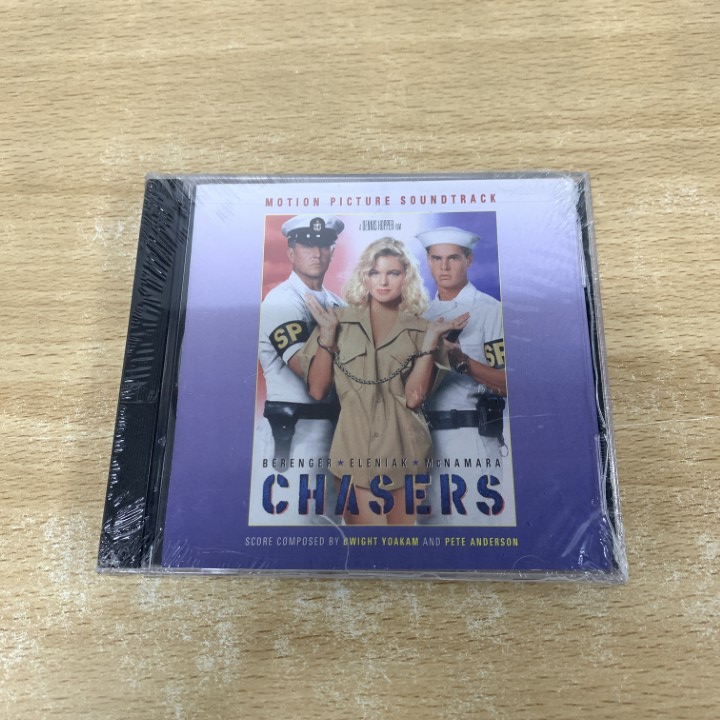 MOTION PICTURE SOUNDTRACK
A DENNIS HOPPER FILM
SP
SP
BERENGER ★ ELENIAK ★ McNAMARA
CHASERS
SCORE COMPOSED BY DWIGHT YOAKAM AND PETE ANDERSON